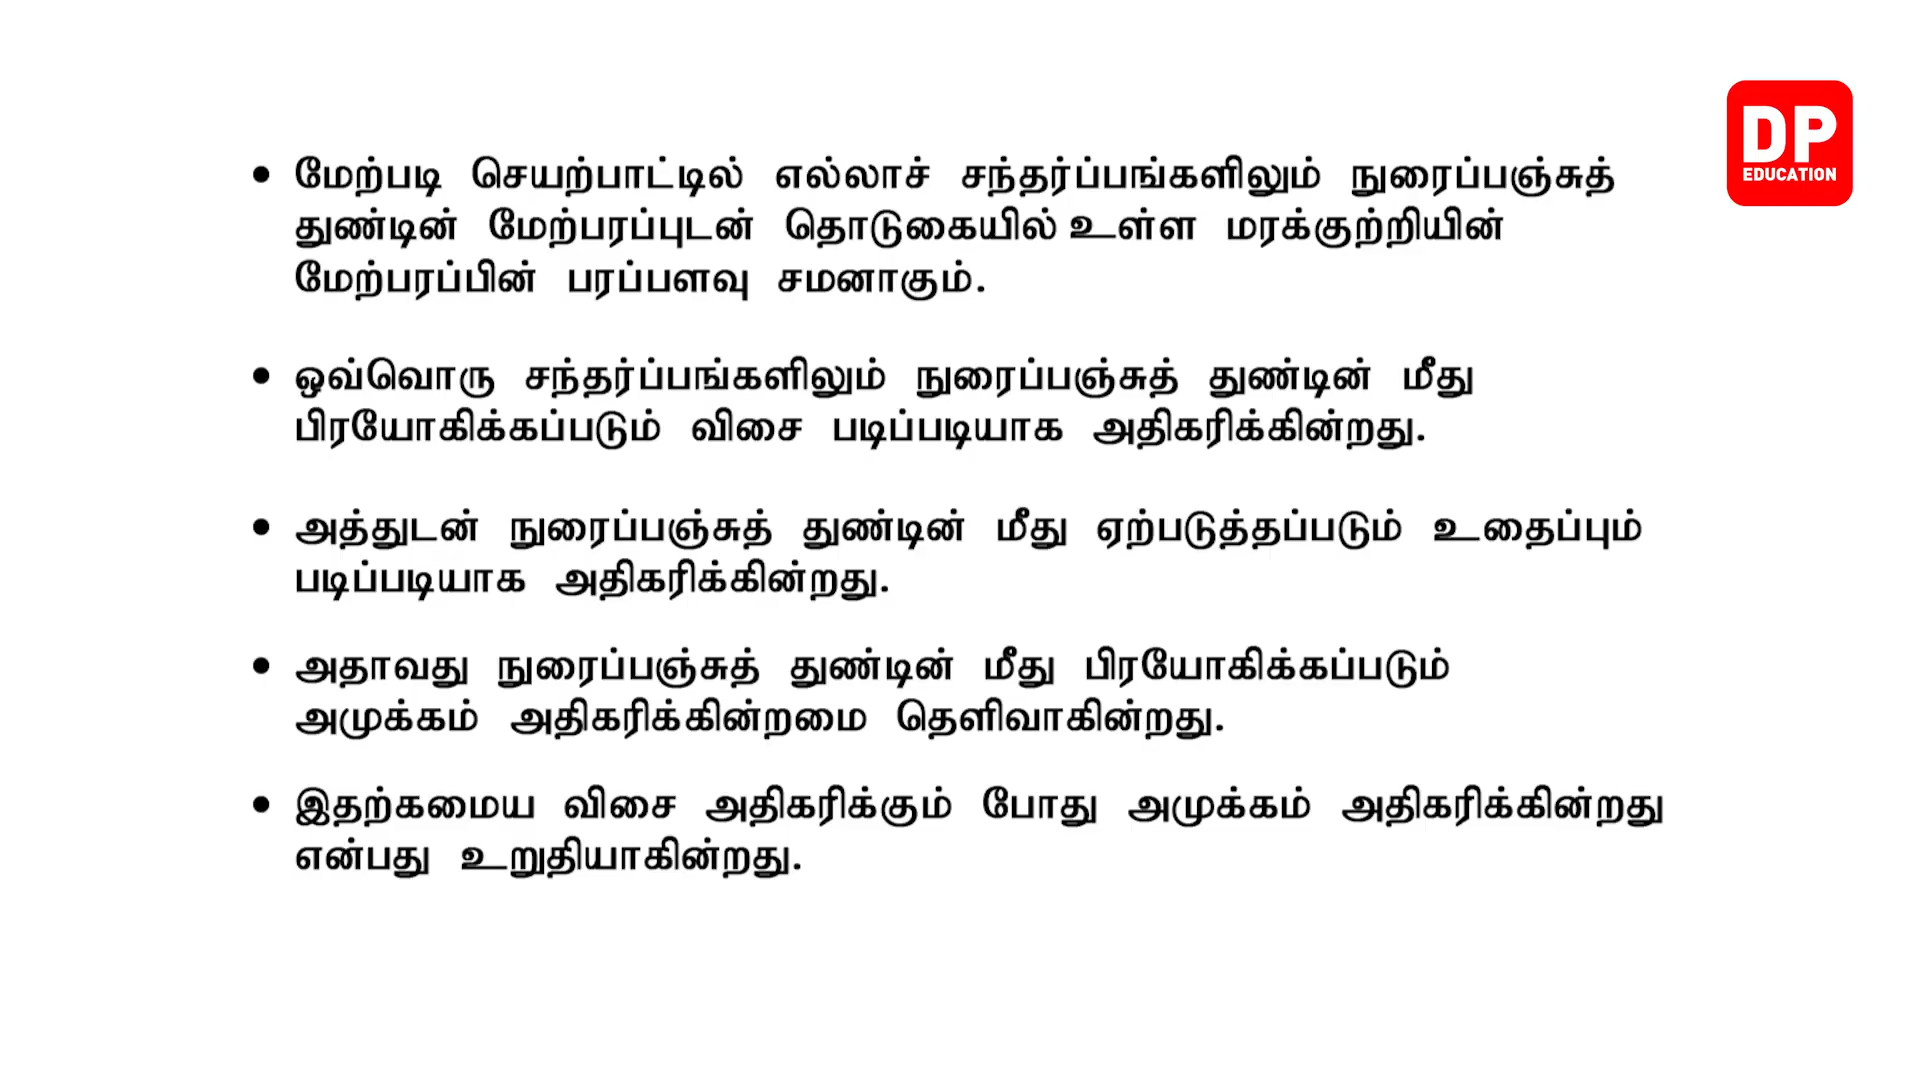 • மேற்படி செயற்பாட்டில் எல்லாச் சந்தர்ப்பங்களிலும் நுரைப்பஞ்சுத்
துண்டின் மேற்பரப்புடன் தொடுகையில் உள்ள மரக்குற்றியின்
மேற்பரப்பின் பரப்பளவு சமனாகும்.
• ஒவ்வொரு சந்தர்ப்பங்களிலும் நுரைப்பஞ்சுத் துண்டின் மீது
பிரயோகிக்கப்படும் விசை படிப்படியாக அதிகரிக்கின்றது.
• அத்துடன் நுரைப்பஞ்சுத் துண்டின் மீது ஏற்படுத்தப்படும் உதைப்பும்
படிப்படியாக அதிகரிக்கின்றது.
• அதாவது நுரைப்பஞ்சுத் துண்டின் மீது பிரயோகிக்கப்படும்
அமுக்கம் அதிகரிக்கின்றமை தெளிவாகின்றது.
• இதற்கமைய விசை அதிகரிக்கும் போது அமுக்கம் அதிகரிக்கின்றது
என்பது உறுதியாகின்றது.
DP
EDUCATION